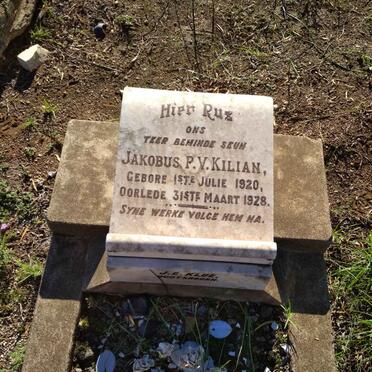 Hier Rus
ONS
TEER BEMINDE SEUN
JAKOBUS P.V. KILIAN,
GEBORE 1STE JULIE 1920,
OORLEDE 31STE MAART 1928.
SYNE WERKE VOLGE HEM NA.